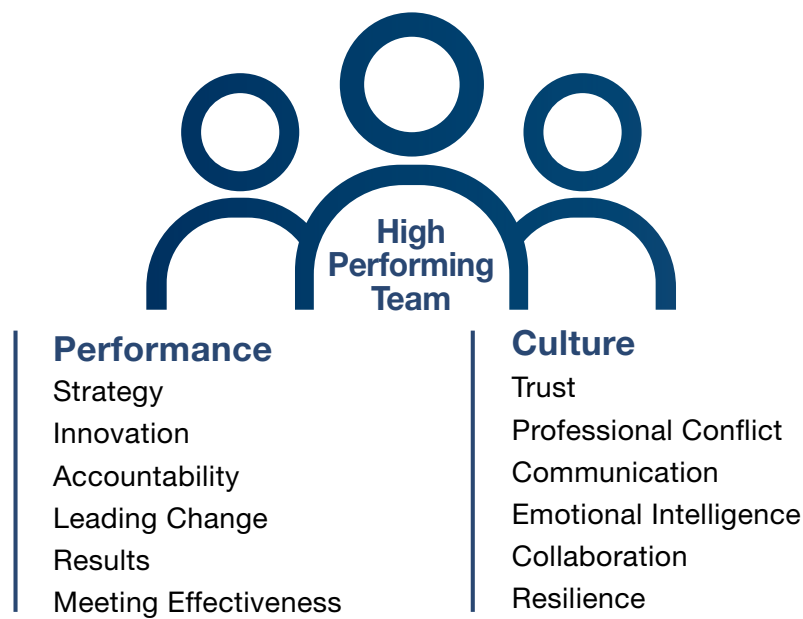 High
Performing
Team
Performance
Strategy
Innovation
Accountability
Leading Change
Results
Meeting Effectiveness
Culture
Trust
Professional Conflict
Communication
Emotional Intelligence
Collaboration
Resilience